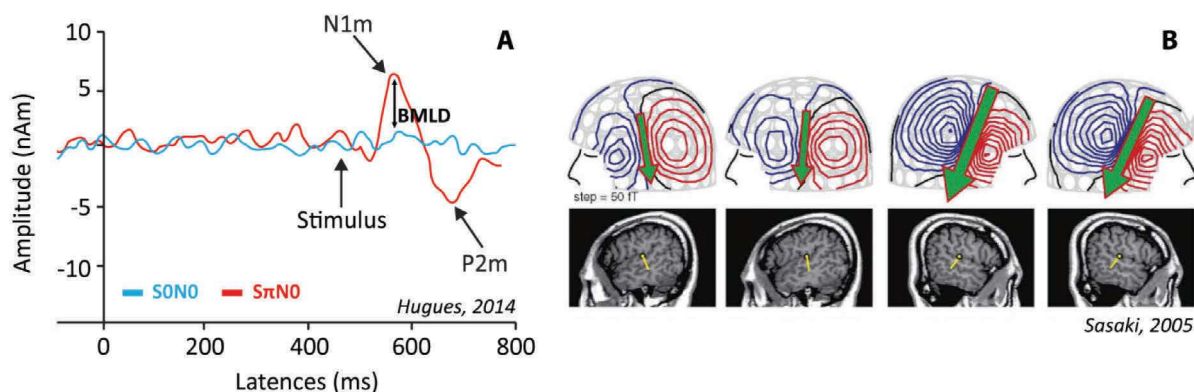 A
10
5
0
-5
-10
Amplitude (nAm)
N1m
BMLD
Stimulus
P2m
S0N0
SπN0
Hugues, 2014
0
200
400
600
800
Latences (ms)
B
step = 50 fT
Sasaki, 2005